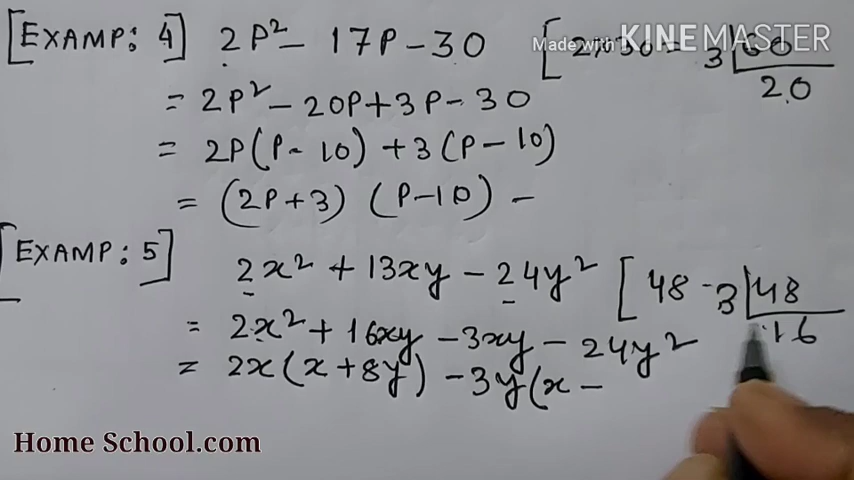 [EXAMP: 4] 2P² - 17P - 30 [2×30 = 3|60
Made with KINEMASTER
20
= 2P² - 20P + 3P - 30
= 2P(P - 10) + 3(P - 10)
= (2P + 3) (P - 10) -
[EXAMP: 5]
2x² + 13xy - 24y² [48 - 3|48
16
= 2x² + 16xy - 3xy - 24y²
= 2x(x + 8y) - 3y(x -
Home School.com